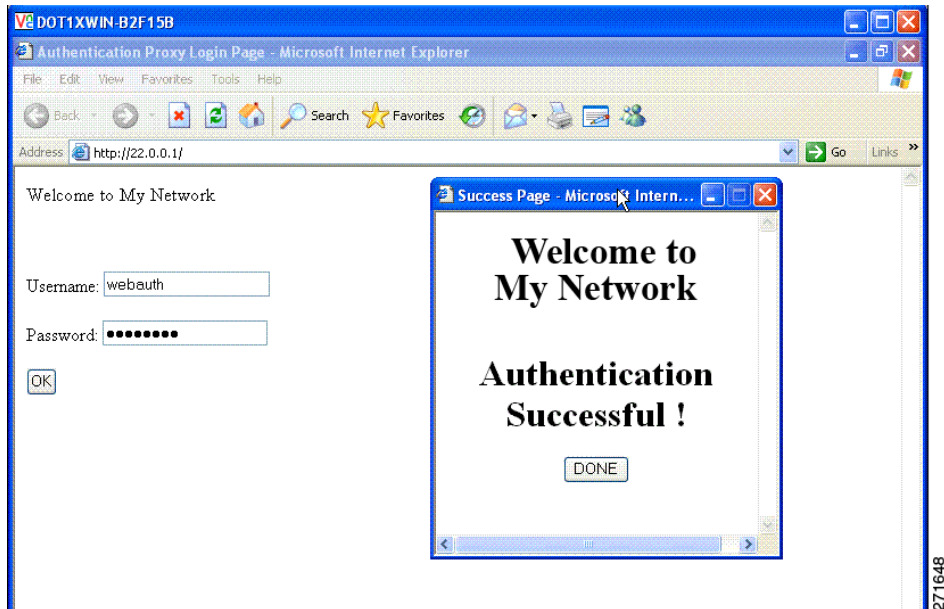 DOT1XWIN-B2F15B
Authentication Proxy Login Page - Microsoft Internet Explorer
File Edit View Favorites Tools Help
Back Search Favorites
Address http://22.0.0.1/ Go Links »
Welcome to My Network
Username: webauth
Password: ••••••••
OK
Success Page - Microsoft Intern...
Welcome to
My Network
Authentication
Successful !
DONE
271648